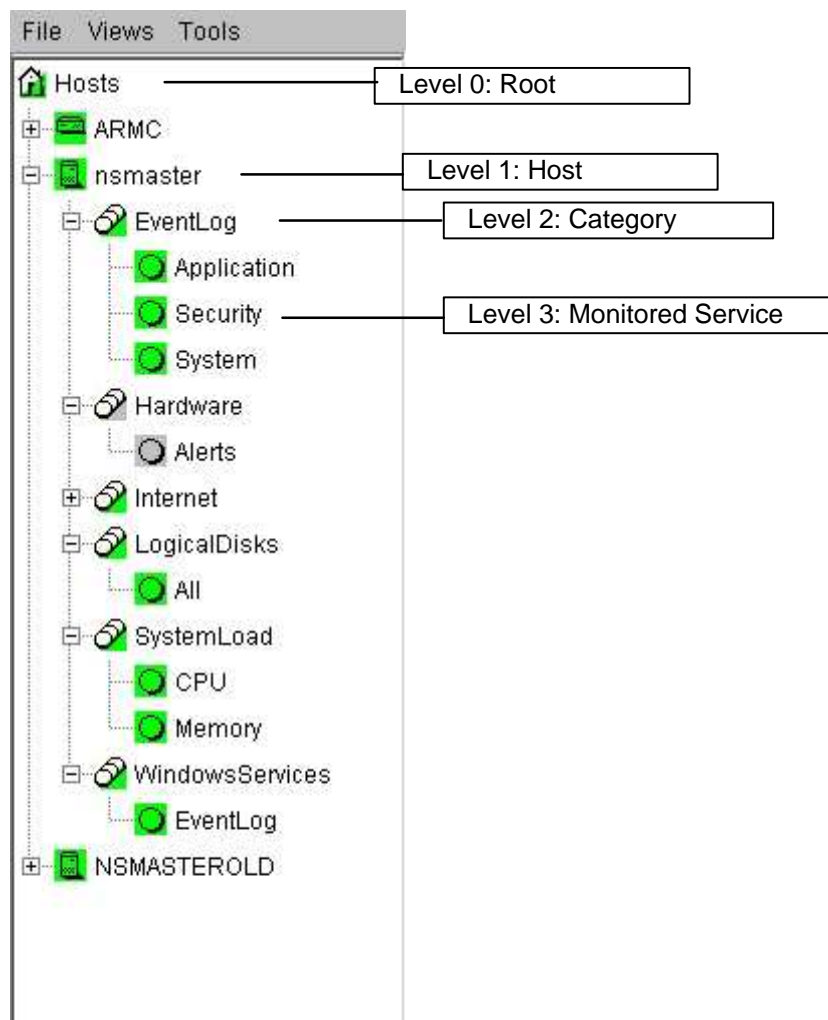 File Views Tools
Hosts
Level 0: Root
ARMC
nsmaster
Level 1: Host
EventLog
Level 2: Category
Application
Security
Level 3: Monitored Service
System
Hardware
Alerts
Internet
LogicalDisks
All
SystemLoad
CPU
Memory
WindowsServices
EventLog
NSMASTEROLD